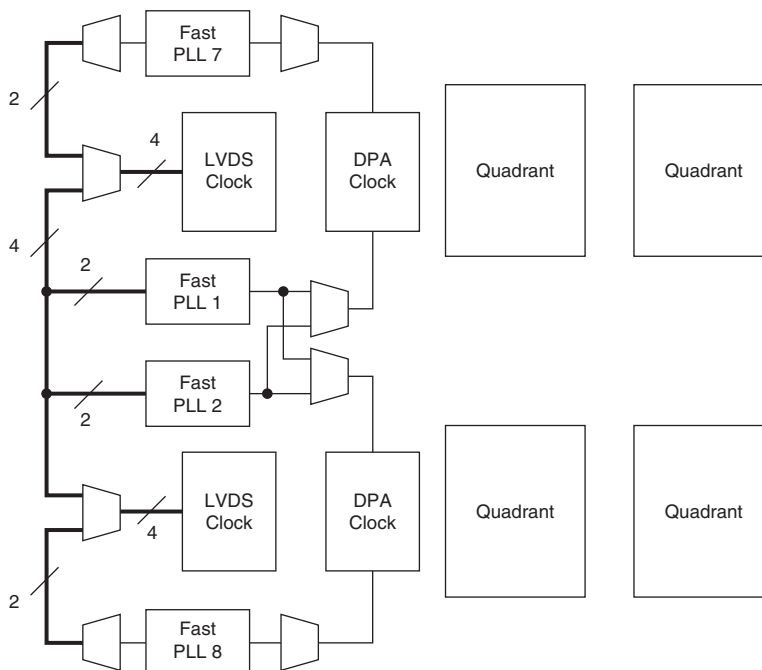 Fast
PLL 7
2
4
LVDS
Clock
DPA
Clock
Quadrant
Quadrant
4
2
Fast
PLL 1
Fast
PLL 2
2
LVDS
Clock
4
DPA
Clock
Quadrant
Quadrant
2
Fast
PLL 8